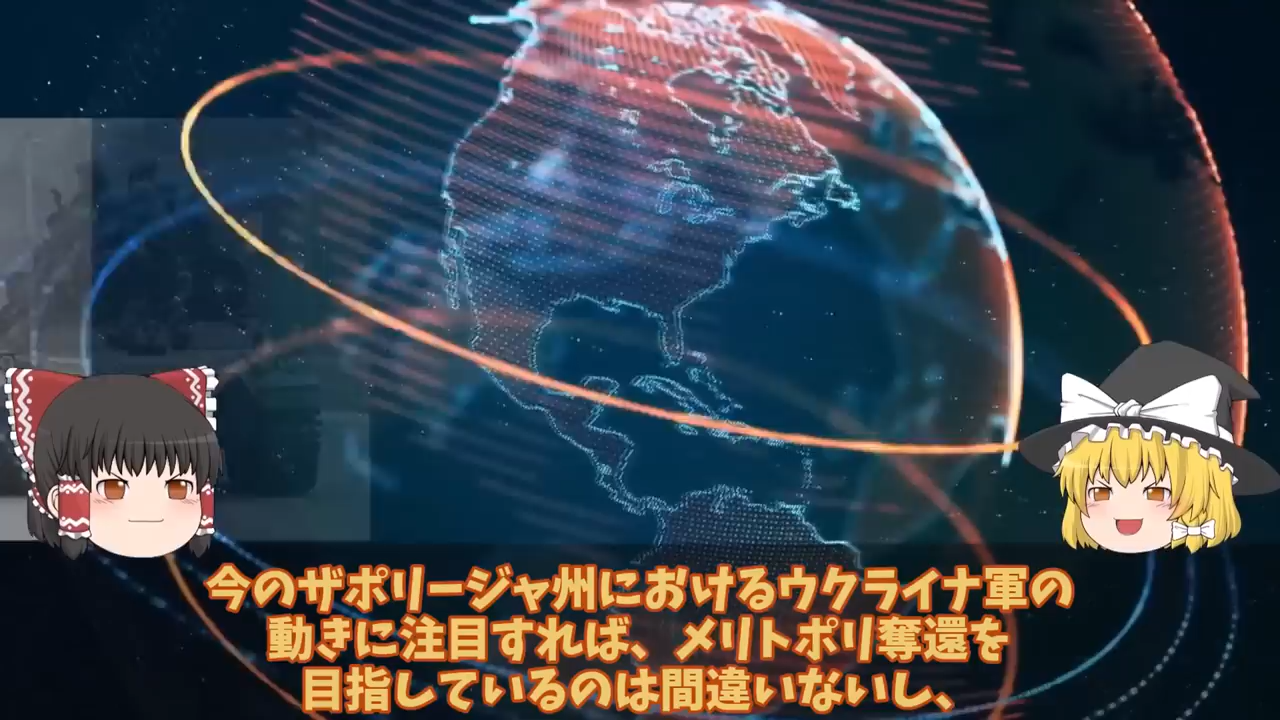 今のザポリージャ州におけるウクライナ軍の
動きに注目すれば、メリトポリ奪還を
目指しているのは間違いないし、